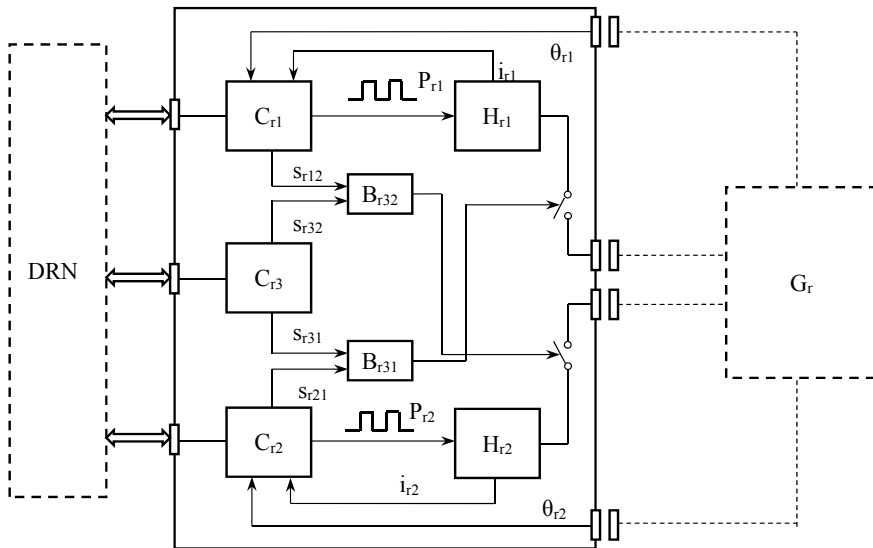 θr1
ir1
Pr1
Cr1
Hr1
sr12
Br32
sr32
DRN
Cr3
Gr
sr31
Br31
sr21
Pr2
Cr2
Hr2
ir2
θr2